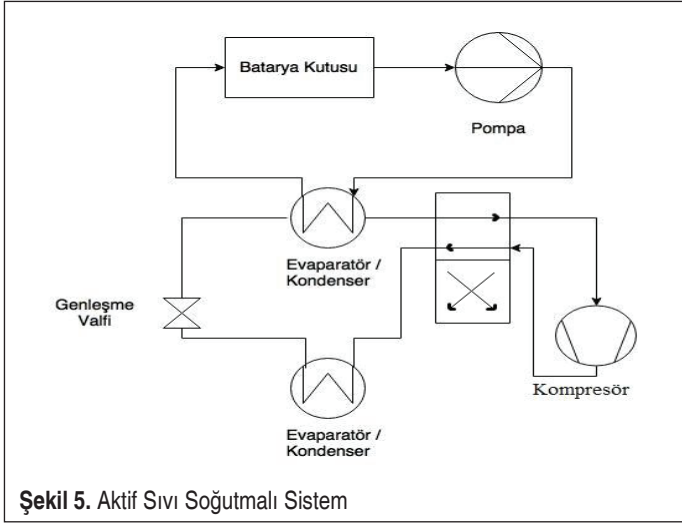 Batarya Kutusu
Pompa
Evaparatör /
Kondenser
Genleşme
Valfi
Kompresör
Evaparatör /
Kondenser
Şekil 5. Aktif Sıvı Soğutmalı Sistem